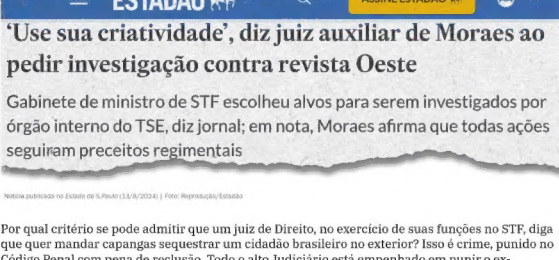 ESTADÃO
ASSINE ESTADÃO
‘Use sua criatividade’, diz juiz auxiliar de Moraes ao
pedir investigação contra revista Oeste
Gabinete de ministro de STF escolheu alvos para serem investigados por
órgão interno do TSE, diz jornal; em nota, Moraes afirma que todas ações
seguiram preceitos regimentais
Notícia publicada no Estado de S.Paulo (13/8/2024) | Foto: Reprodução/Estadão
Por qual critério se pode admitir que um juiz de Direito, no exercício de suas funções no STF, diga
que quer mandar capangas sequestrar um cidadão brasileiro no exterior? Isso é crime, punido no
Código Penal com pena de reclusão. Todo o alto Judiciário está empenhado em punir o ex-